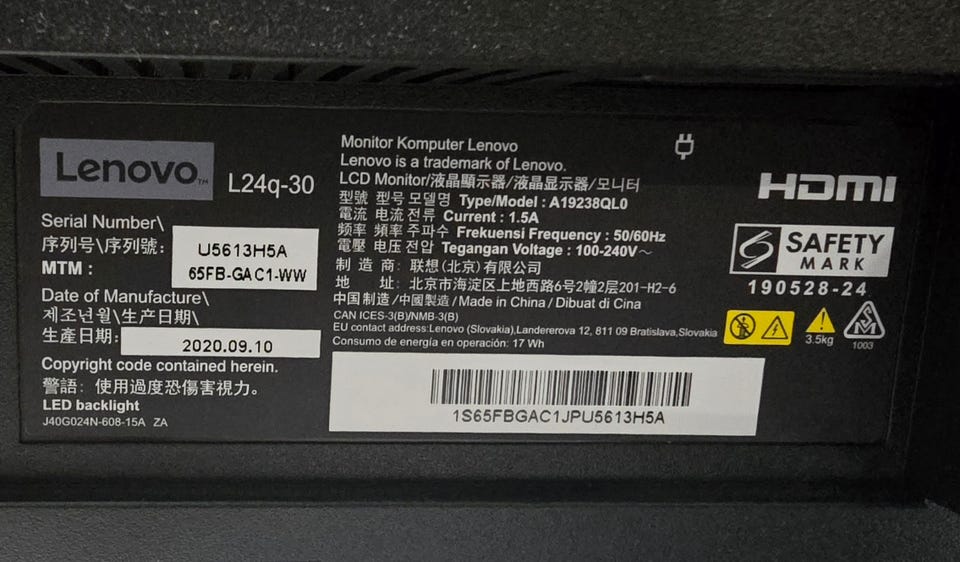 Lenovo™
L24q-30
Serial Number\
序列号\序列號:
U5613H5A
MTM :
65FB-GAC1-WW
Date of Manufacture\
제조년월\生产日期\
生產日期:
2020.09.10
Copyright code contained herein.
警語: 使用過度恐傷害視力。
LED backlight
J40G024N-608-15A ZA
Monitor Komputer Lenovo
Lenovo is a trademark of Lenovo.
LCD Monitor/液晶顯示器/液晶显示器/모니터
型號 型号 모델명 Type/Model : A19238QL0
電流 电流 전류 Current : 1.5A
频率 頻率 주파수 Frekuensi Frequency : 50/60Hz
電壓 电压 전압 Tegangan Voltage : 100-240V~
制 造 商: 联想(北京)有限公司
地 址: 北京市海淀区上地西路6号2幢2层201-H2-6
中国制造/中國製造/Made in China / Dibuat di Cina
CAN ICES-3(B)/NMB-3(B)
EU contact address:Lenovo (Slovakia),Landererova 12, 811 09 Bratislava,Slovakia
Consumo de energía en operación: 17 Wh
1S65FBGAC1JPU5613H5A
HDMI
SAFETY
MARK
190528-24
3.5kg
1003